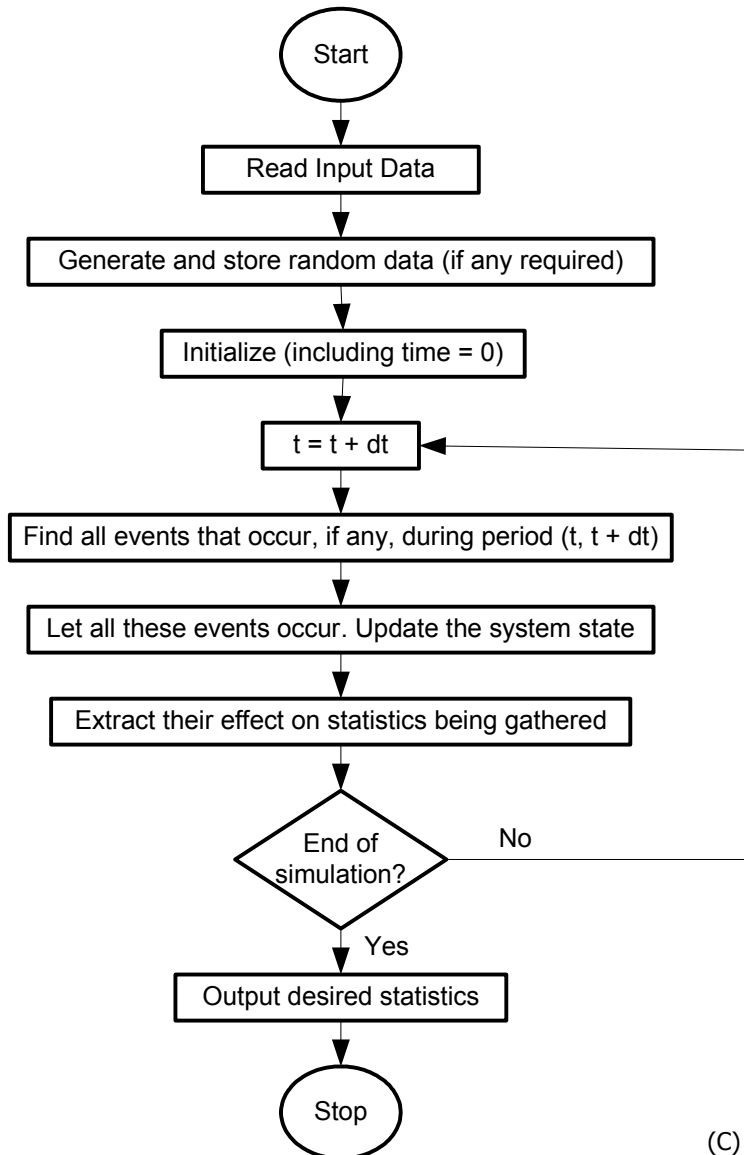 Start
Read Input Data
Generate and store random data (if any required)
Initialize (including time = 0)
t = t + dt
Find all events that occur, if any, during period (t, t + dt)
Let all these events occur. Update the system state
Extract their effect on statistics being gathered
End of
simulation?
No
Yes
Output desired statistics
Stop
(C)